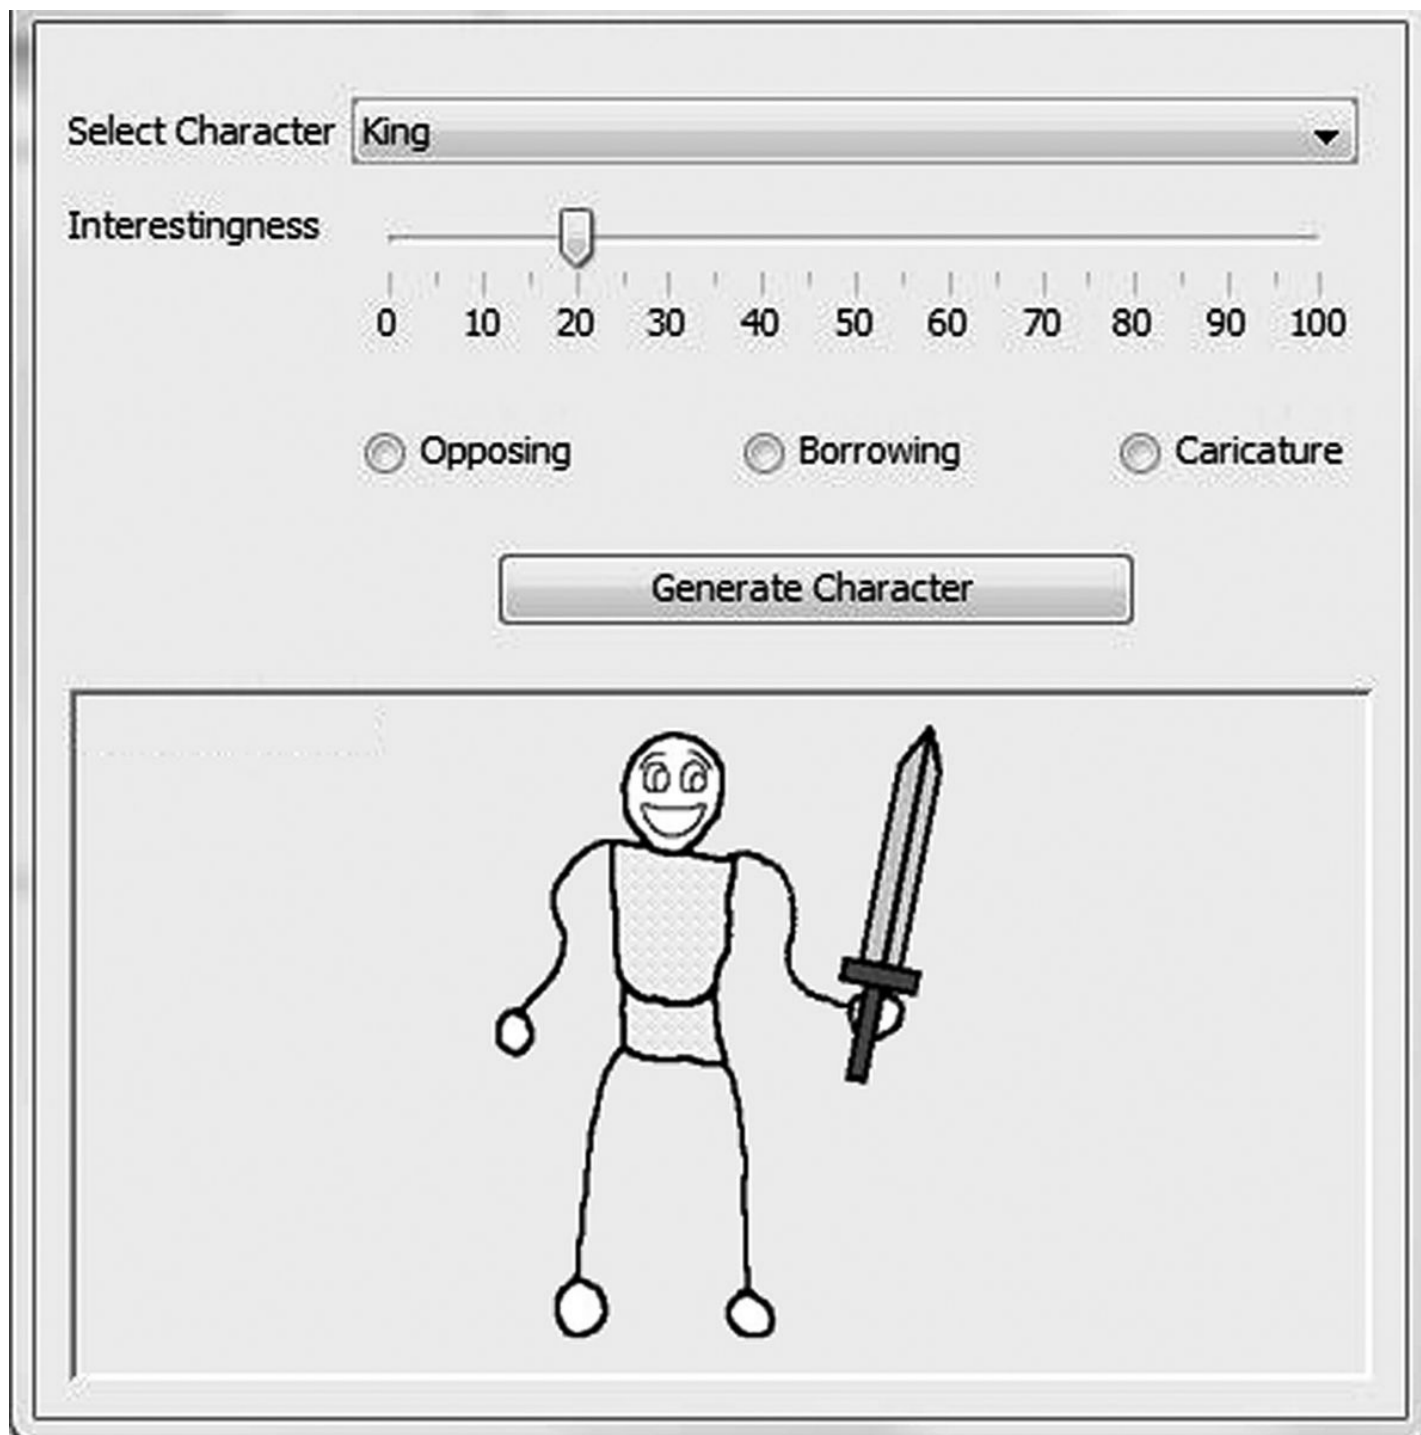 Select Character King
Interestingness
0 10 20 30 40 50 60 70 80 90 100
Opposing Borrowing Caricature
Generate Character